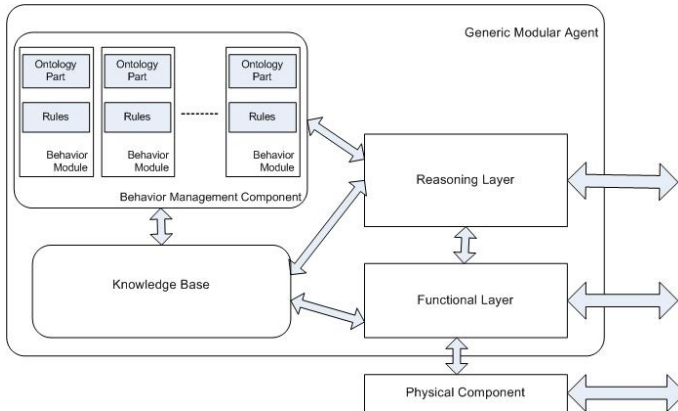 Generic Modular Agent
Ontology
Part
Rules
Behavior
Module
Ontology
Part
Rules
Behavior
Module
Ontology
Part
Rules
Behavior
Module
Behavior Management Component
Reasoning Layer
Knowledge Base
Functional Layer
Physical Component